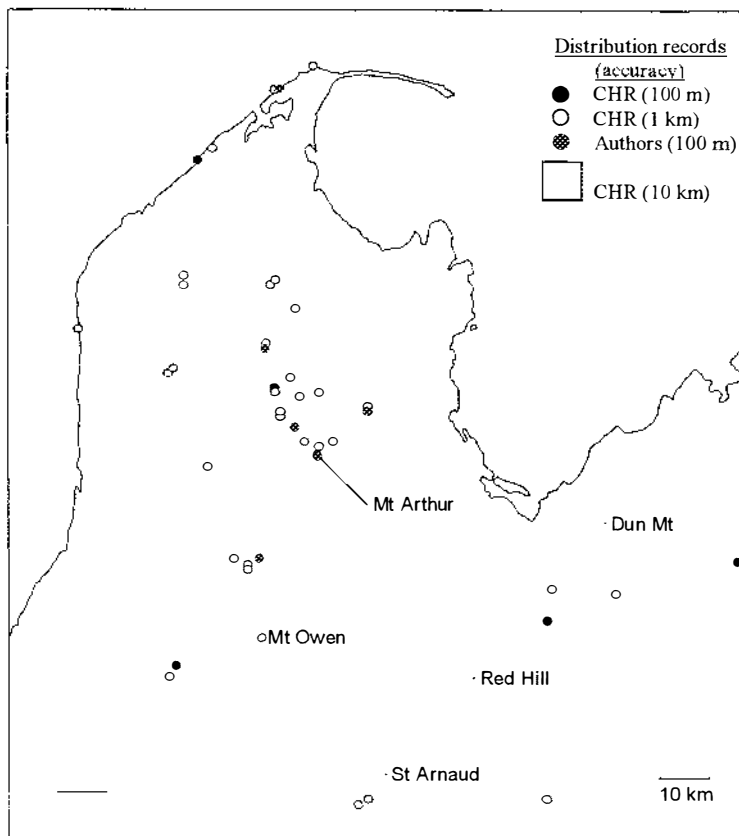 Distribution records
(accuracy)
CHR (100 m)
CHR (1 km)
Authors (100 m)
CHR (10 km)
Mt Arthur
Dun Mt
Mt Owen
Red Hill
St Arnaud
10 km